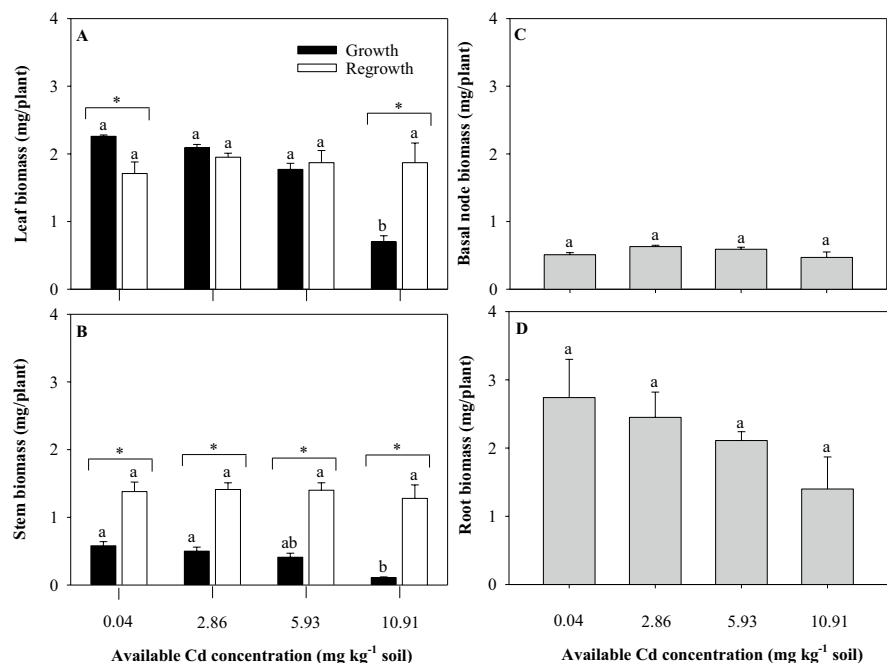 A
Growth
Regrowth
*
*
a
a
a
a
a
a
b
a
4
3
2
1
0
Leaf biomass (mg/plant)
B
*
*
*
*
a
a
a
a
a
a
ab
b
4
3
2
1
0
Stem biomass (mg/plant)
0.04
2.86
5.93
10.91
Available Cd concentration (mg kg-1 soil)
C
a
a
a
a
4
3
2
1
0
Basal node biomass (mg/plant)
D
a
a
a
a
4
3
2
1
0
Root biomass (mg/plant)
0.04
2.86
5.93
10.91
Available Cd concentration (mg kg-1 soil)